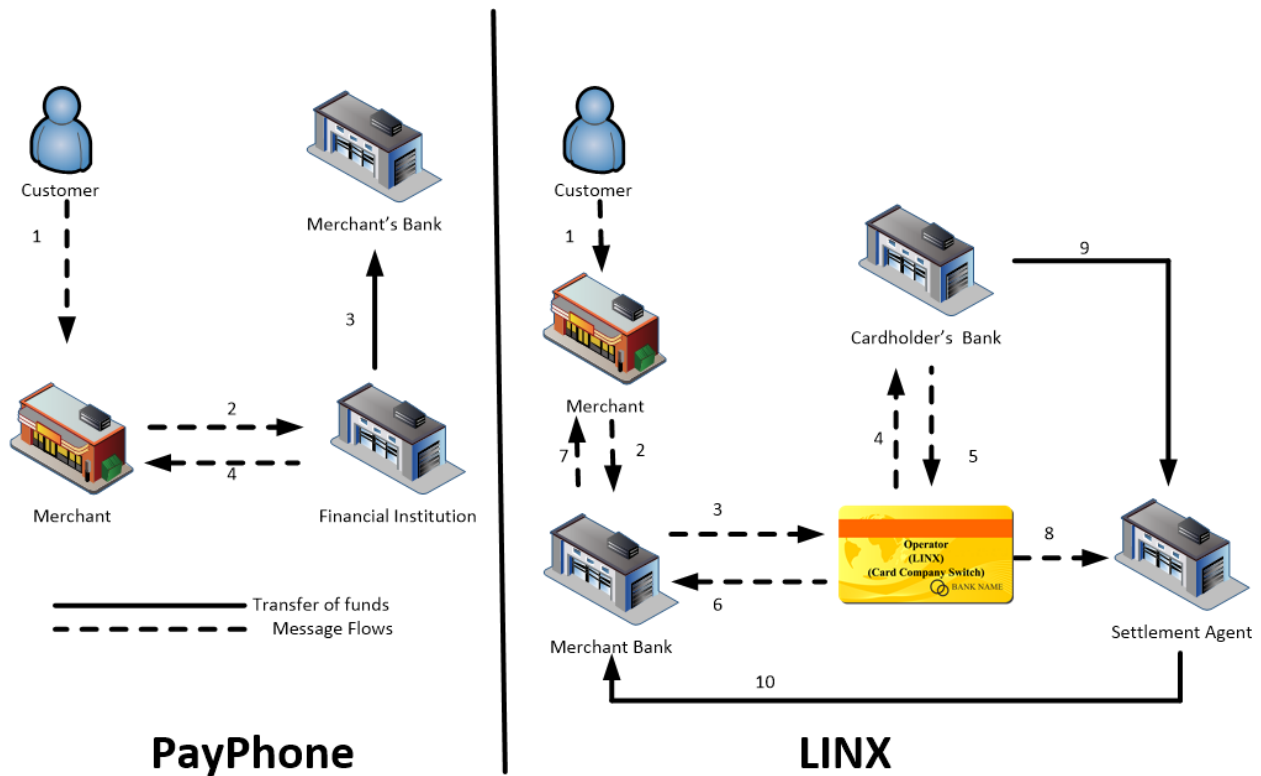 Customer
1
Merchant's Bank
3
2
4
Merchant
Financial Institution
Transfer of funds
Message Flows
PayPhone
Customer
1
Merchant
7
2
Cardholder's Bank
9
4
5
3
6
Operator
(LINX)
(Card Company Switch)
BANK NAME
8
Merchant Bank
Settlement Agent
10
LINX